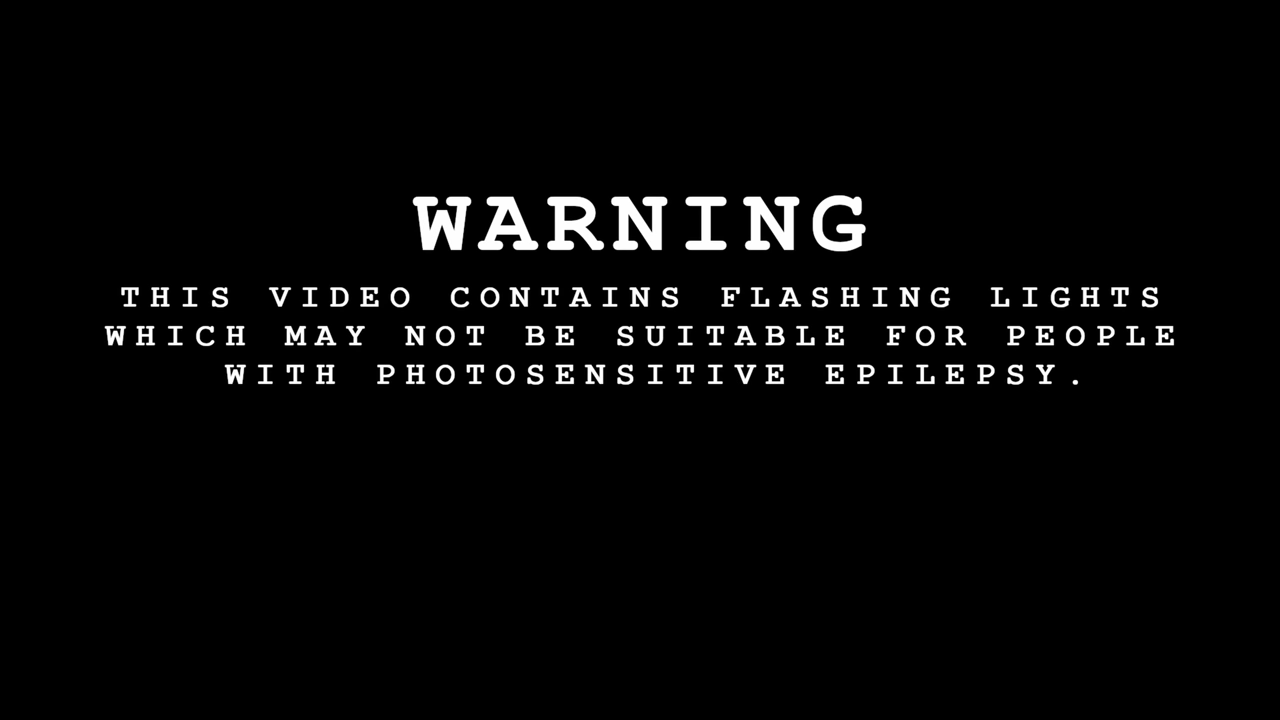 WARNING
THIS VIDEO CONTAINS FLASHING LIGHTS
WHICH MAY NOT BE SUITABLE FOR PEOPLE
WITH PHOTOSENSITIVE EPILEPSY.